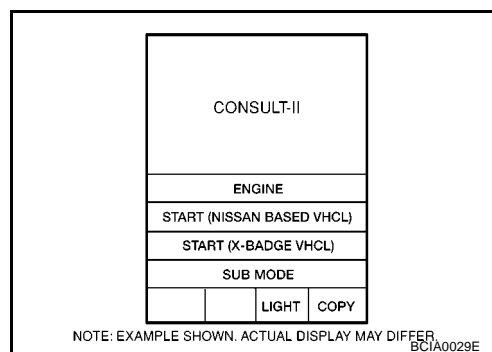 CONSULT-II
ENGINE
START (NISSAN BASED VHCL)
START (X-BADGE VHCL)
SUB MODE
LIGHT COPY
NOTE: EXAMPLE SHOWN. ACTUAL DISPLAY MAY DIFFER.
BCIA0029E